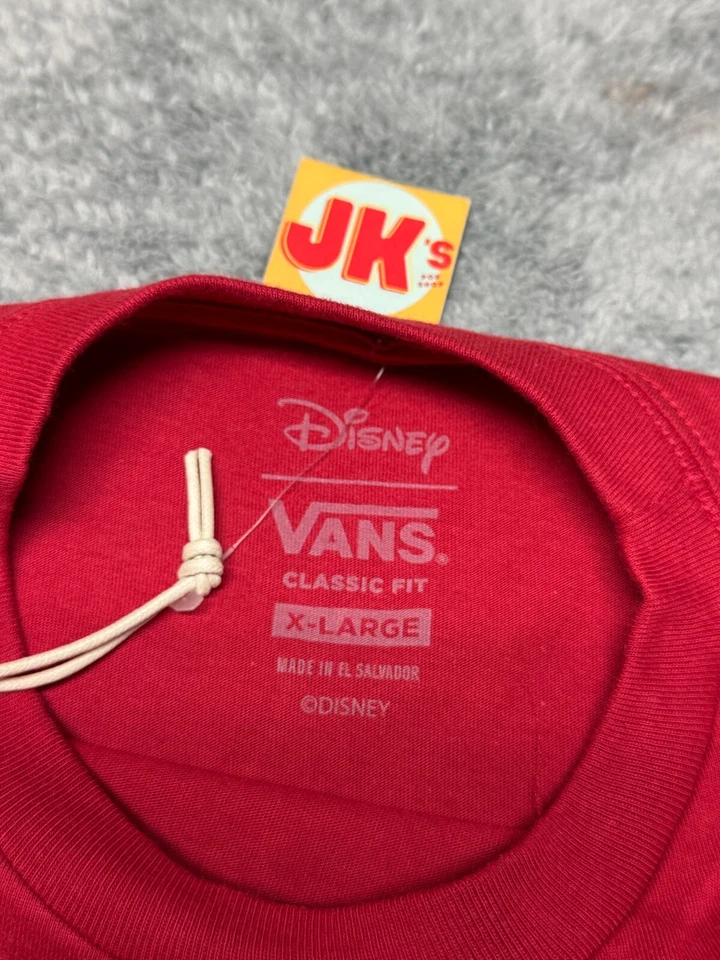 JK's
Disney
VANS®
CLASSIC FIT
X-LARGE
MADE IN EL SALVADOR
©DISNEY